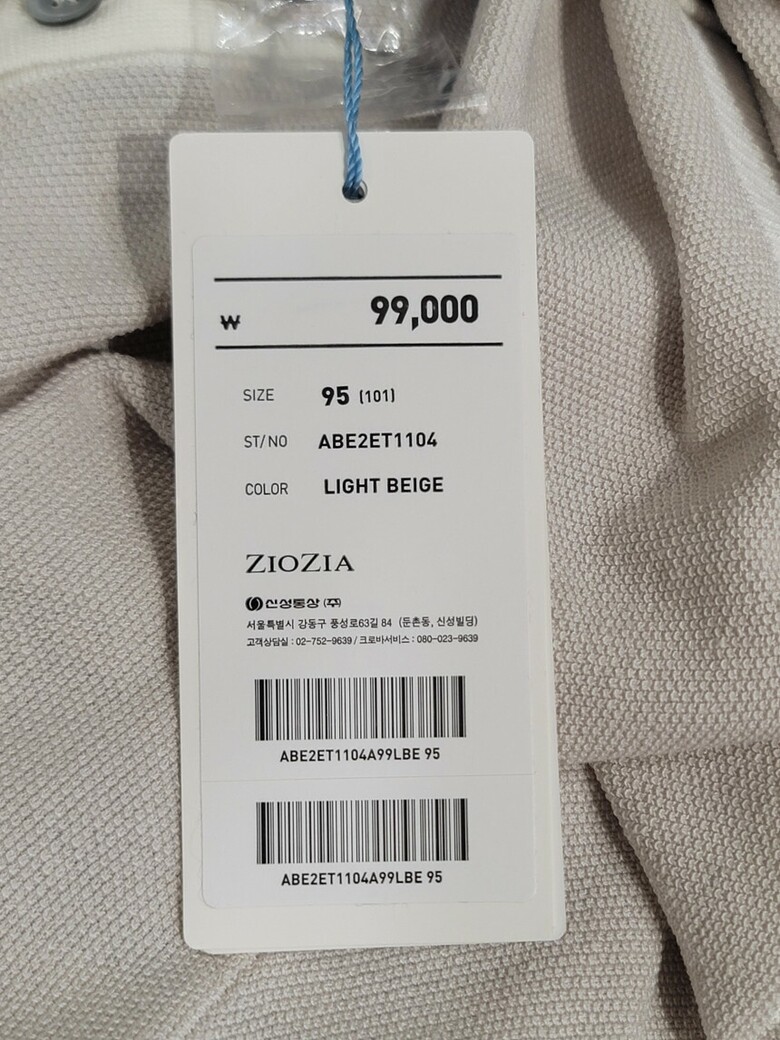 ₩ 99,000
SIZE 95 (101)
ST/NO ABE2ET1104
COLOR LIGHT BEIGE
ZIOZIA
신성통상 (주)
서울특별시 강동구 풍성로63길 84 (둔촌동, 신성빌딩)
고객상담실 : 02-752-9639 / 크로바서비스 : 080-023-9639
ABE2ET1104A99LBE 95
ABE2ET1104A99LBE 95